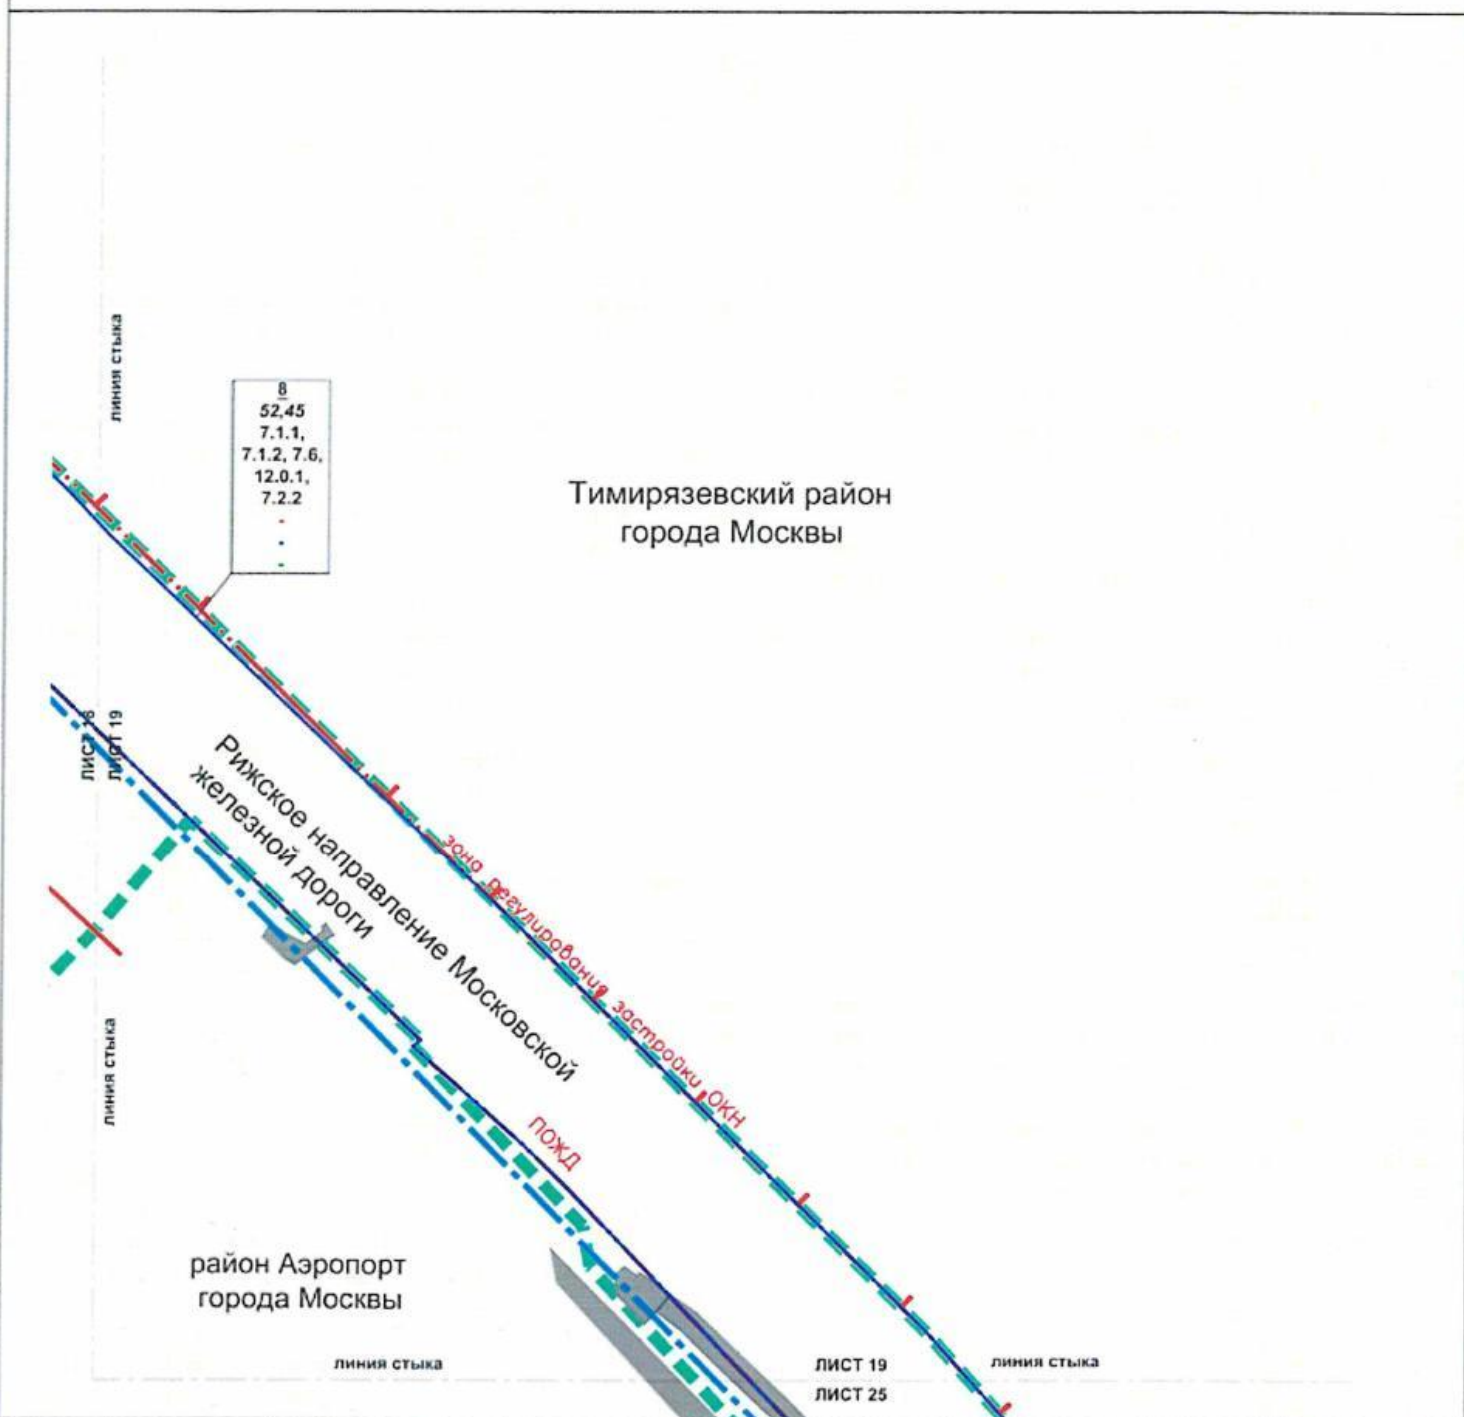 линия стыка
8
52,45
7.1.1,
7.1.2, 7.6,
12.0.1,
7.2.2
-
-
-
Тимирязевский район
города Москвы
ЛИСТ 18
ЛИСТ 19
Рижское направление Московской
железной дороги
зона регулирования застройки ОКН
ПОЖД
линия стыка
район Аэропорт
города Москвы
линия стыка
ЛИСТ 19
линия стыка
ЛИСТ 25